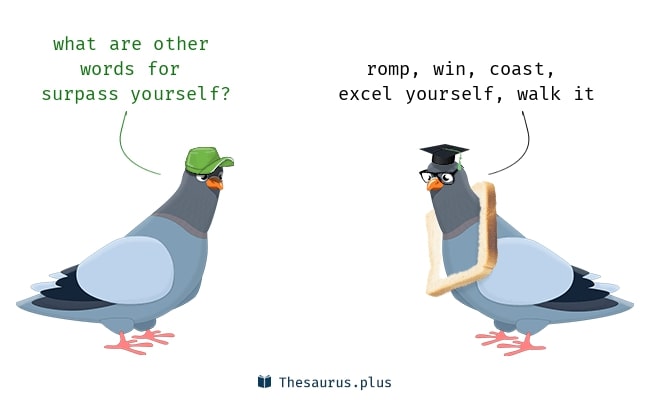 what are other
words for
surpass yourself?
romp, win, coast,
excel yourself, walk it
Thesaurus.plus